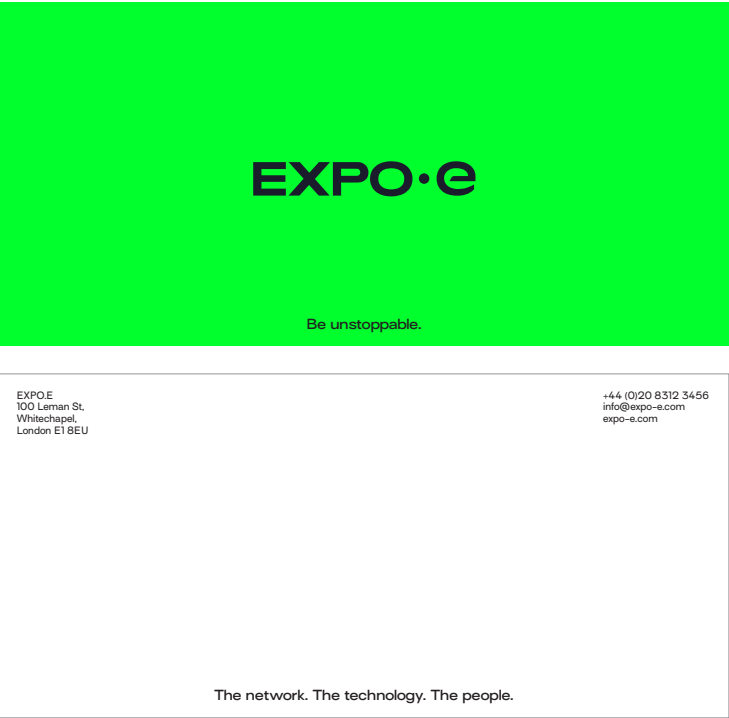 EXPO·e
Be unstoppable.
EXPO.E
100 Leman St,
Whitechapel,
London E1 8EU
+44 (0)20 8312 3456
info@expo-e.com
expo-e.com
The network. The technology. The people.